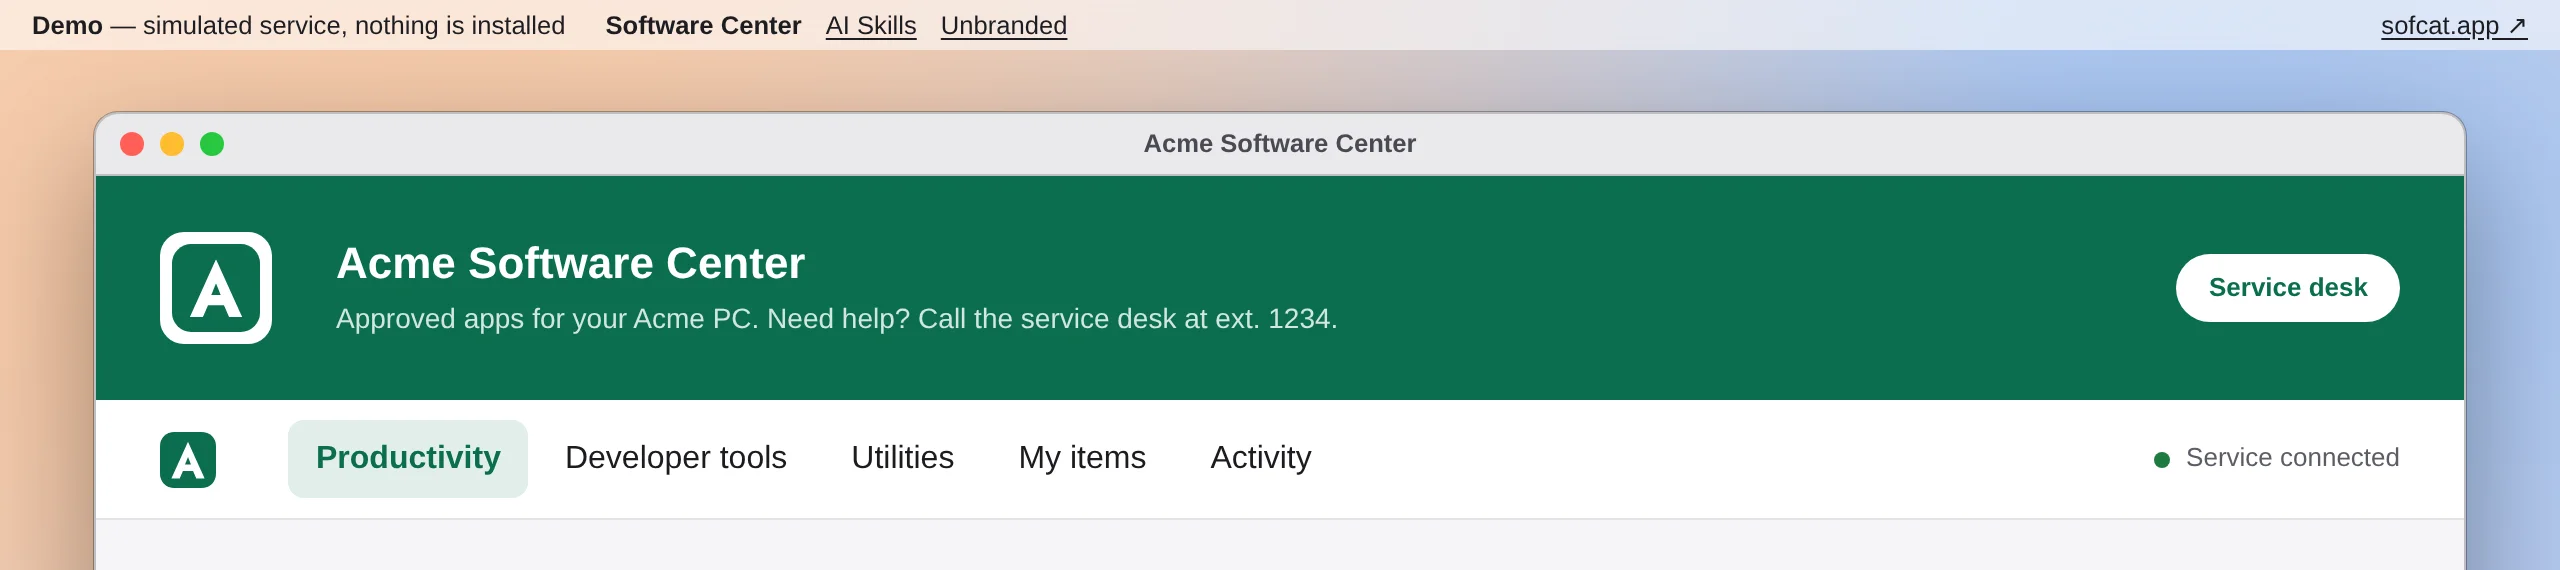 Demo — simulated service, nothing is installed Software Center AI Skills Unbranded sofcat.app ↗
Acme Software Center
Acme Software Center
Approved apps for your Acme PC. Need help? Call the service desk at ext. 1234.
Service desk
Productivity Developer tools Utilities My items Activity Service connected